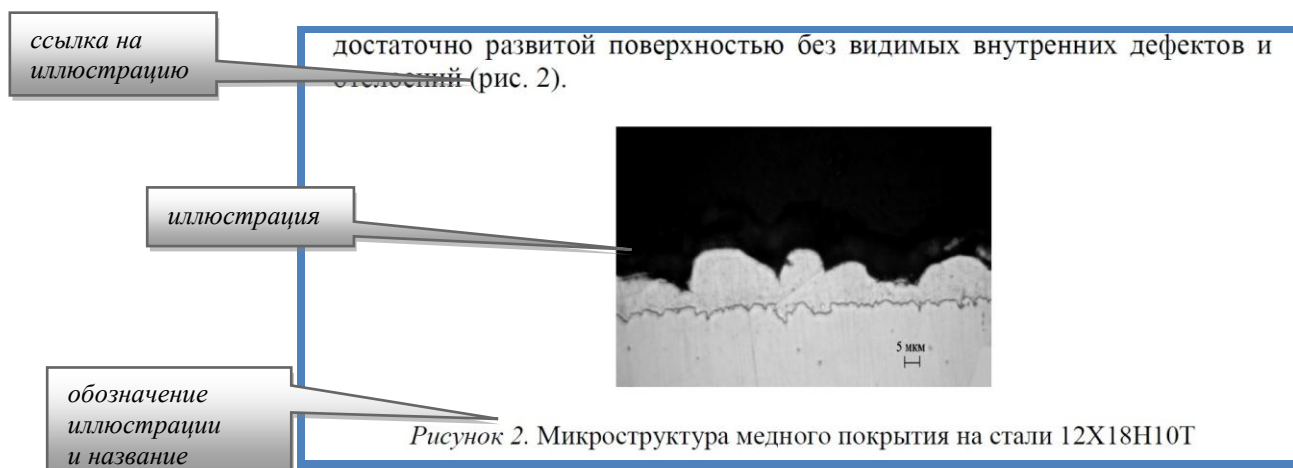 ссылка на
иллюстрацию
достаточно развитой поверхностью без видимых внутренних дефектов и
отслоений (рис. 2).
иллюстрация
5 мкм
обозначение
иллюстрации
и название
Рисунок 2. Микроструктура медного покрытия на стали 12Х18Н10Т